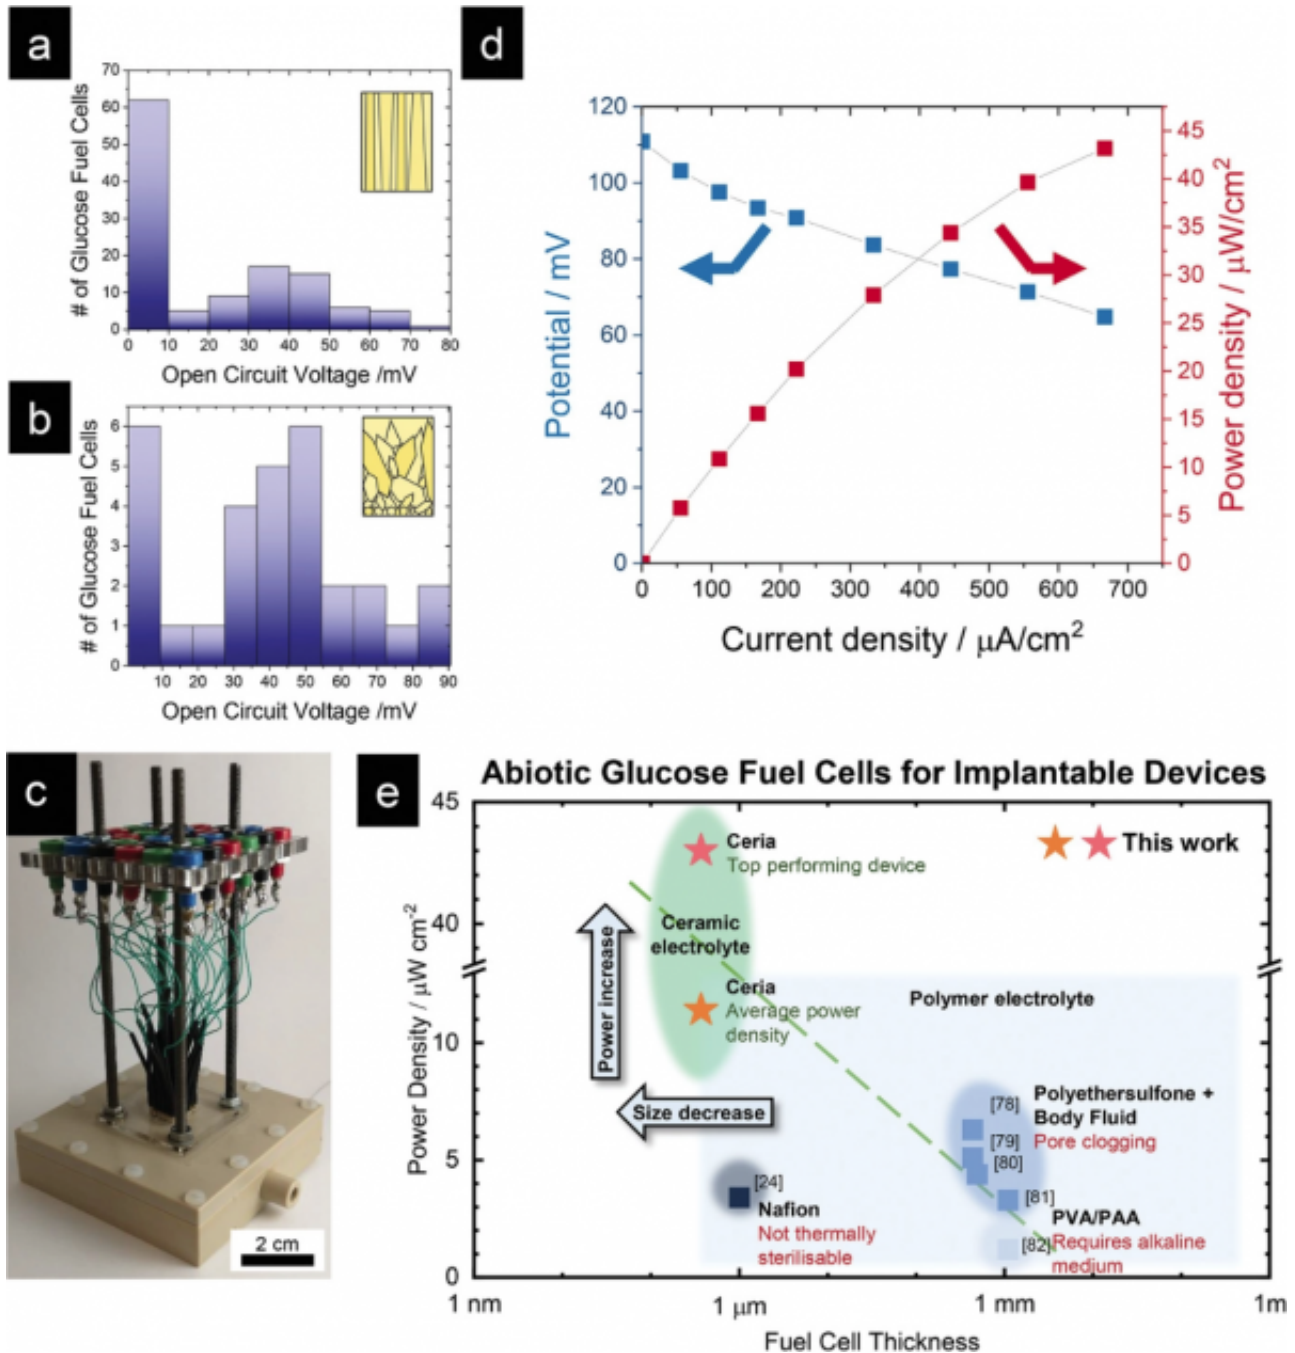 a
# of Glucose Fuel Cells
70
60
50
40
30
20
10
0
0 10 20 30 40 50 60 70 80
Open Circuit Voltage /mV
b
# of Glucose Fuel Cells
6
5
4
3
2
1
0
10 20 30 40 50 60 70 80 90
Open Circuit Voltage /mV
c
2 cm
d
Potential / mV
120
100
80
60
40
20
0
0 100 200 300 400 500 600 700
Current density / μA/cm²
45
40
35
30
25
20
15
10
5
0
Power density / μW/cm²
e
Abiotic Glucose Fuel Cells for Implantable Devices
Power Density / μW cm⁻²
45
40
10
5
0
Ceria
Top performing device
This work
Ceramic
electrolyte
Power increase
Ceria
Average power
density
Polymer electrolyte
Size decrease
[78]
Polyethersulfone +
Body Fluid
Pore clogging
[79]
[80]
[24]
Nafion
Not thermally
sterilisable
[81]
PVA/PAA
[82]
Requires alkaline
medium
1 nm 1 μm 1 mm 1m
Fuel Cell Thickness